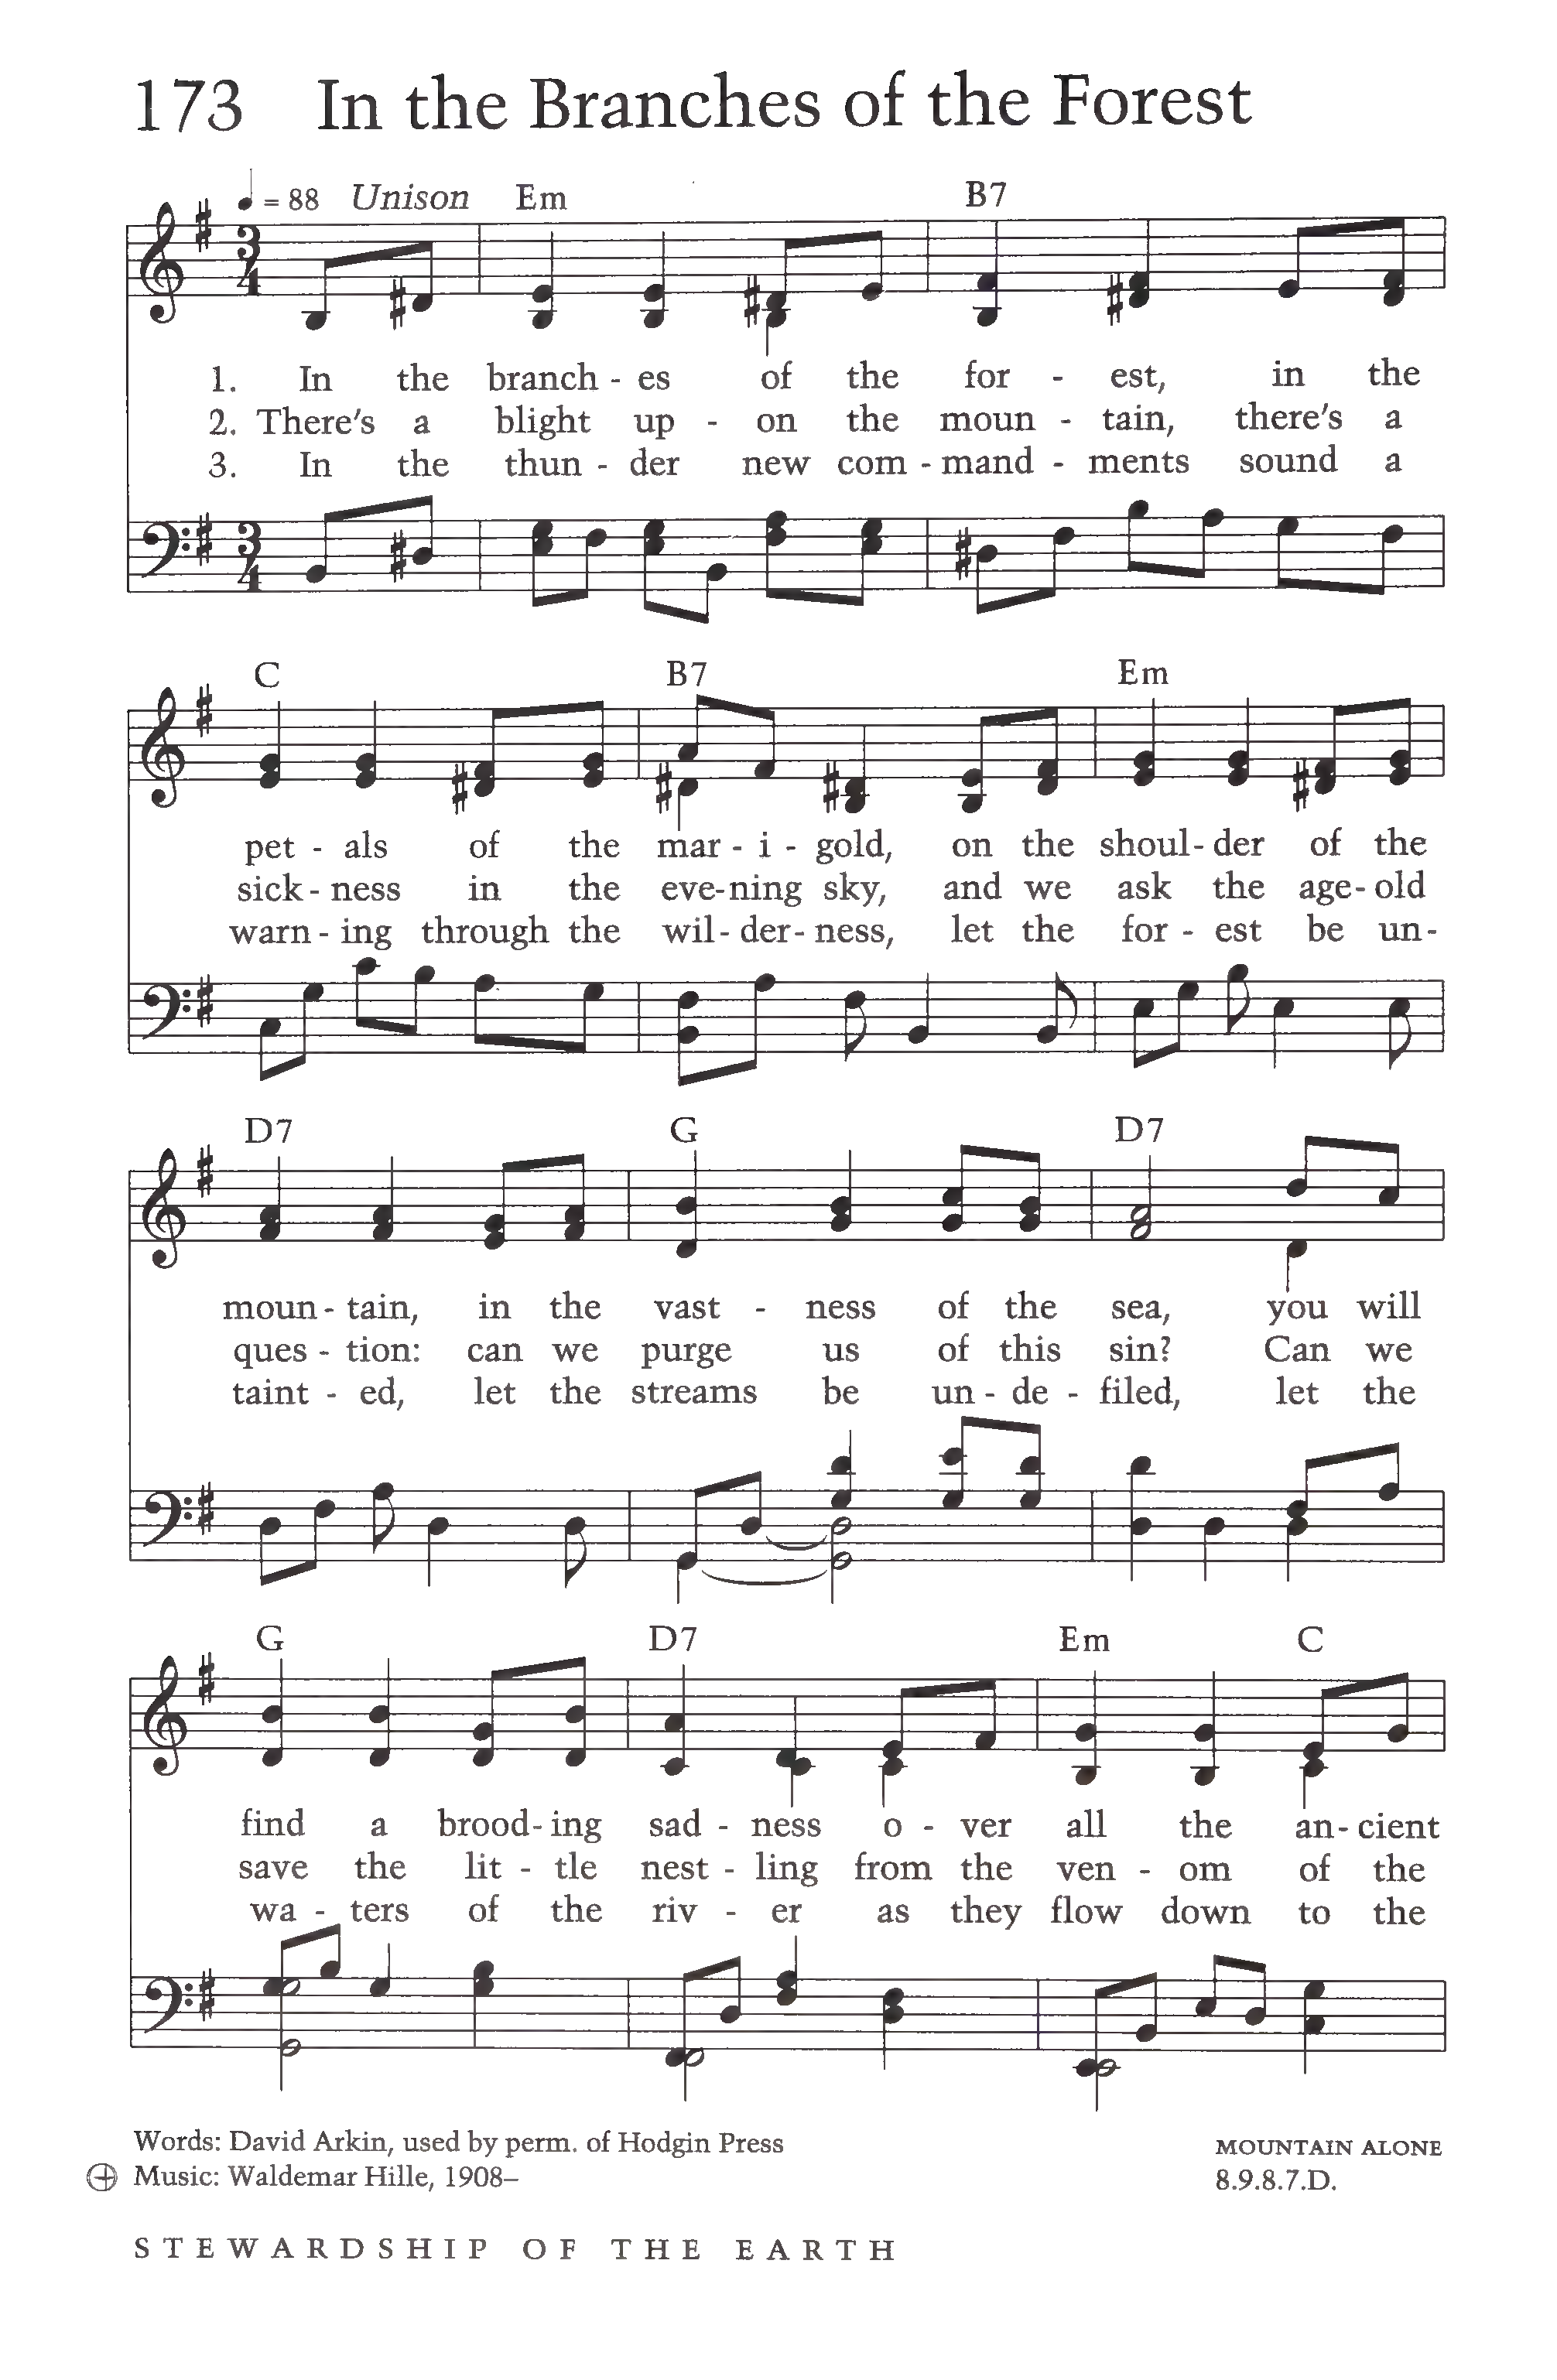 173 In the Branches of the Forest
♩ = 88 Unison Em B7
1. In the branch - es of the for - est, in the
2. There's a blight up - on the moun - tain, there's a
3. In the thun - der new com - mand - ments sound a
C B7 Em
pet - als of the mar - i - gold, on the shoul - der of the
sick - ness in the eve - ning sky, and we ask the age - old
warn - ing through the wil - der - ness, let the for - est be un-
D7 G D7
moun - tain, in the vast - ness of the sea, you will
ques - tion: can we purge us of this sin? Can we
taint - ed, let the streams be un - de - filed, let the
G D7 Em C
find a brood - ing sad - ness o - ver all the an - cient
save the lit - tle nest - ling from the ven - om of the
wa - ters of the riv - er as they flow down to the
Words: David Arkin, used by perm. of Hodgin Press
Music: Waldemar Hille, 1908–
MOUNTAIN ALONE
8.9.8.7.D.
STEWARDSHIP OF THE EARTH